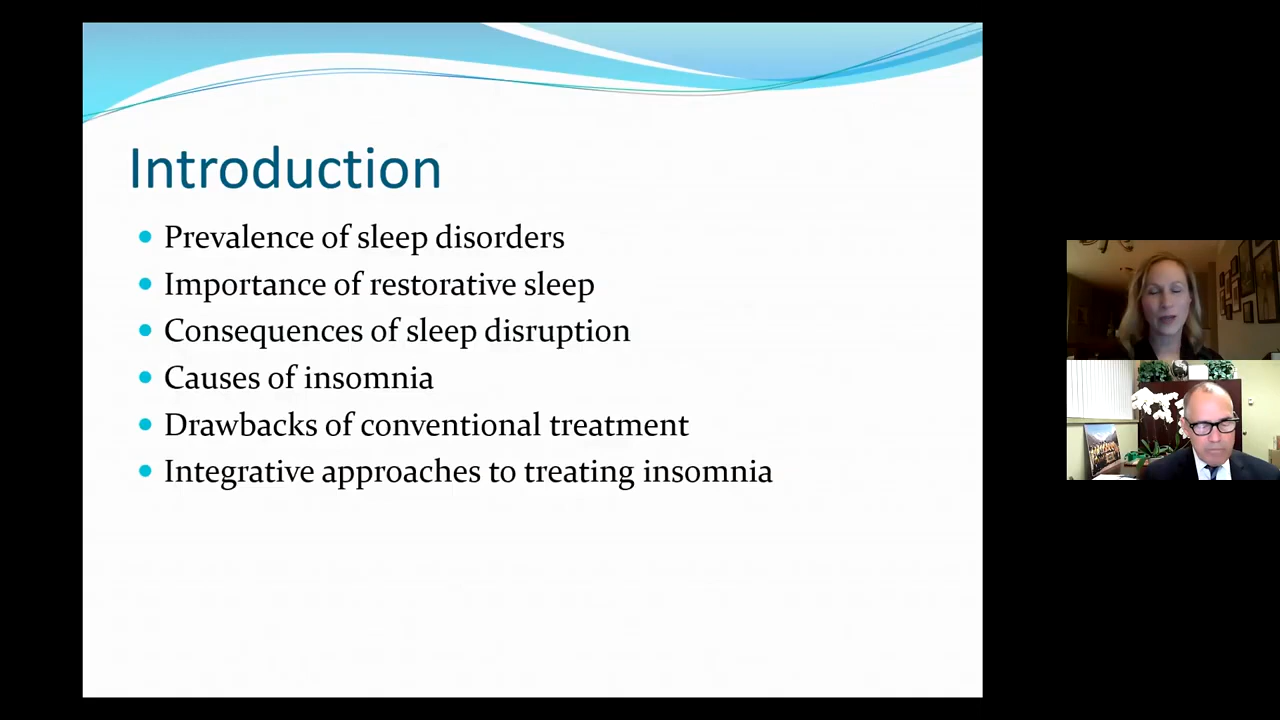 Introduction
Prevalence of sleep disorders
Importance of restorative sleep
Consequences of sleep disruption
Causes of insomnia
Drawbacks of conventional treatment
Integrative approaches to treating insomnia